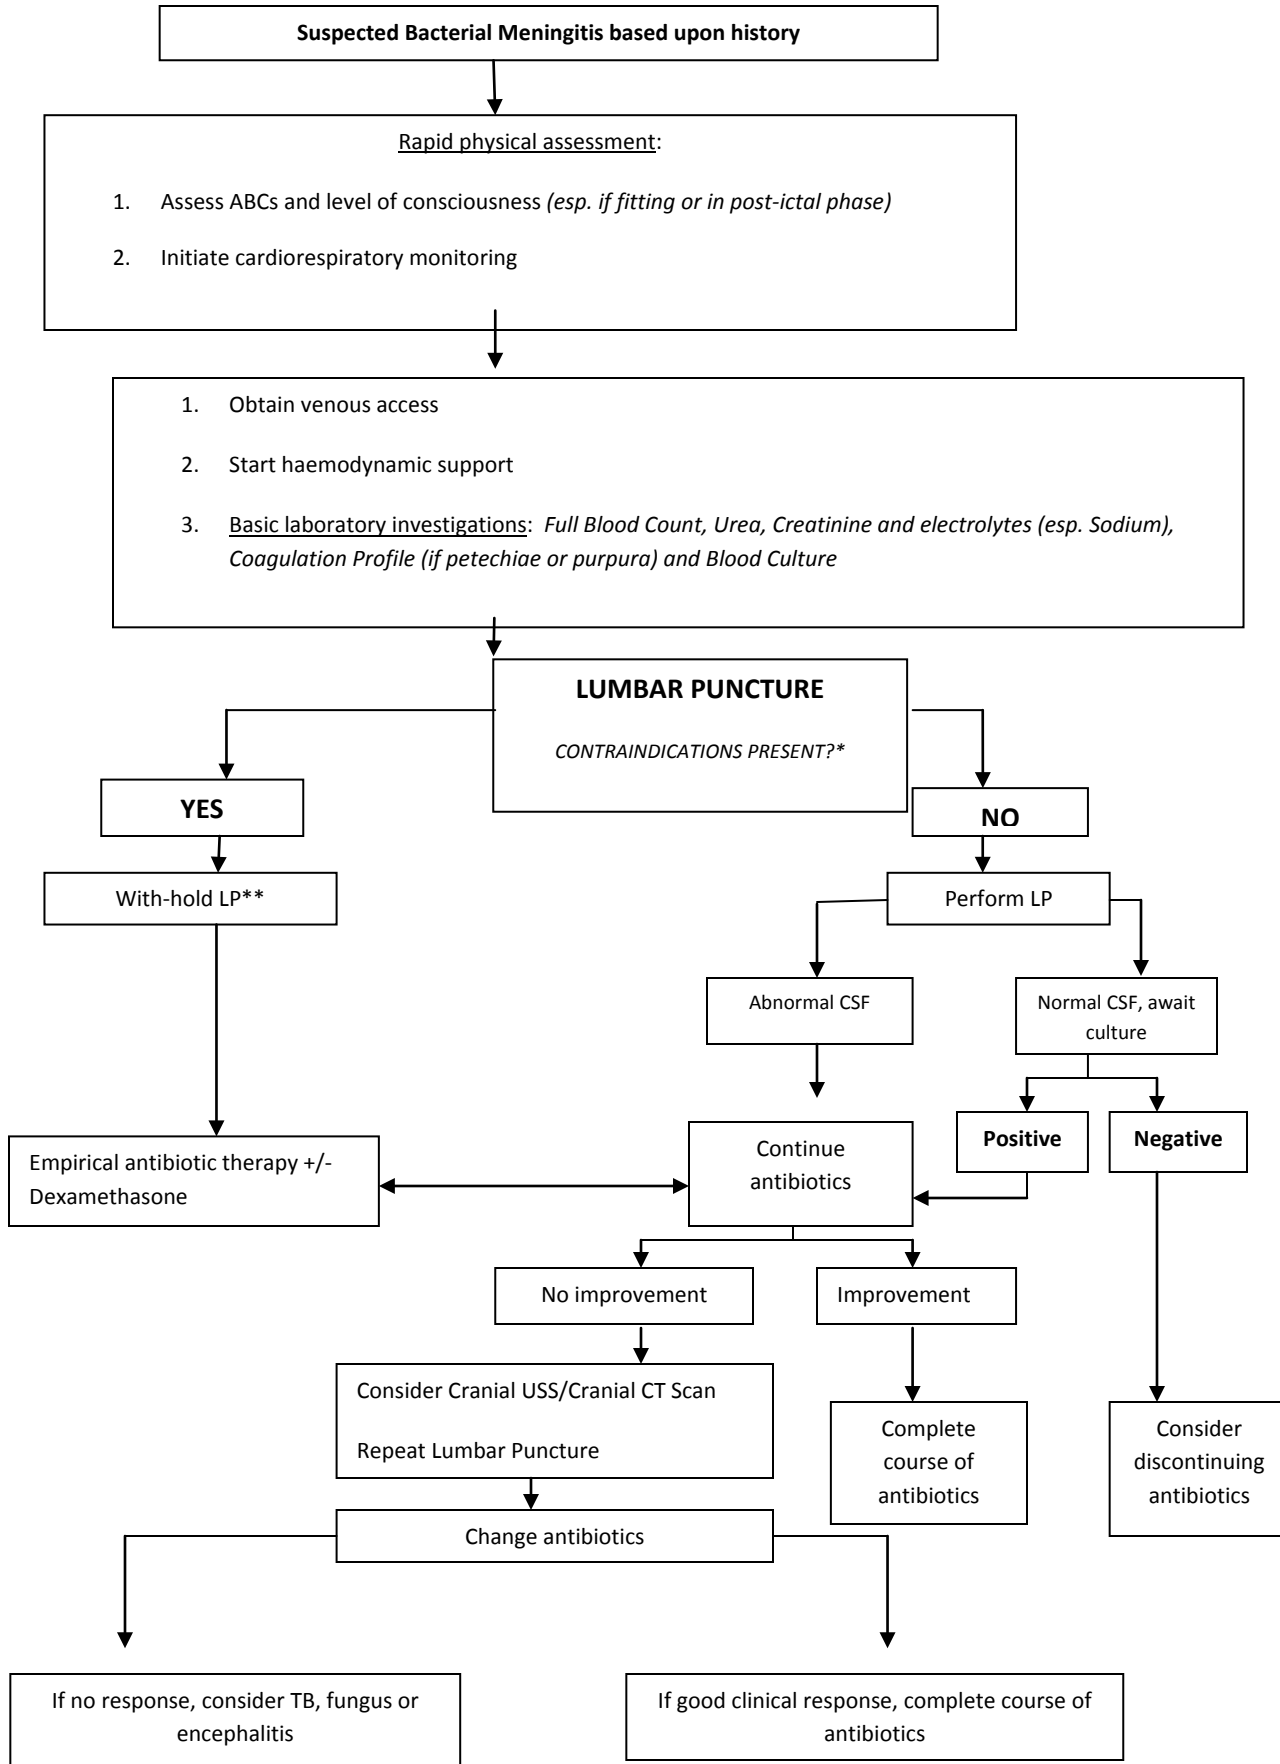 Suspected Bacterial Meningitis based upon history
Rapid physical assessment:
1. Assess ABCs and level of consciousness (esp. if fitting or in post-ictal phase)
2. Initiate cardiorespiratory monitoring
1. Obtain venous access
2. Start haemodynamic support
3. Basic laboratory investigations: Full Blood Count, Urea, Creatinine and electrolytes (esp. Sodium),
Coagulation Profile (if petechiae or purpura) and Blood Culture
LUMBAR PUNCTURE
CONTRAINDICATIONS PRESENT?*
YES
NO
With-hold LP**
Perform LP
Abnormal CSF
Normal CSF, await
culture
Positive
Negative
Empirical antibiotic therapy +/-
Dexamethasone
Continue
antibiotics
No improvement
Improvement
Consider Cranial USS/Cranial CT Scan
Repeat Lumbar Puncture
Complete
course of
antibiotics
Consider
discontinuing
antibiotics
Change antibiotics
If no response, consider TB, fungus or
encephalitis
If good clinical response, complete course of
antibiotics